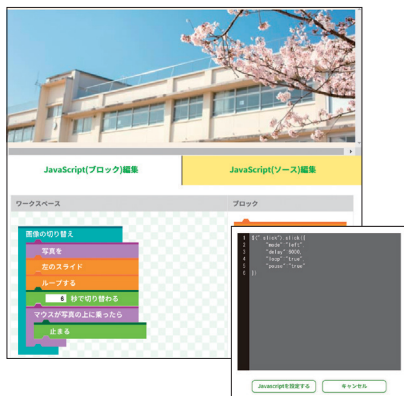 JavaScript(ブロック)編集
JavaScript(ソース)編集
ワークスペース
ブロック
画像の切り替え
写真を
左のスライド
ループする
6 秒で切り替わる
マウスが写真の上に乗ったら
止まる
1
2 "mode":"left",
3 "delay":6000,
4 "loop":"true",
5 "pause":"true"
6 });
Javascriptを設定する
キャンセル